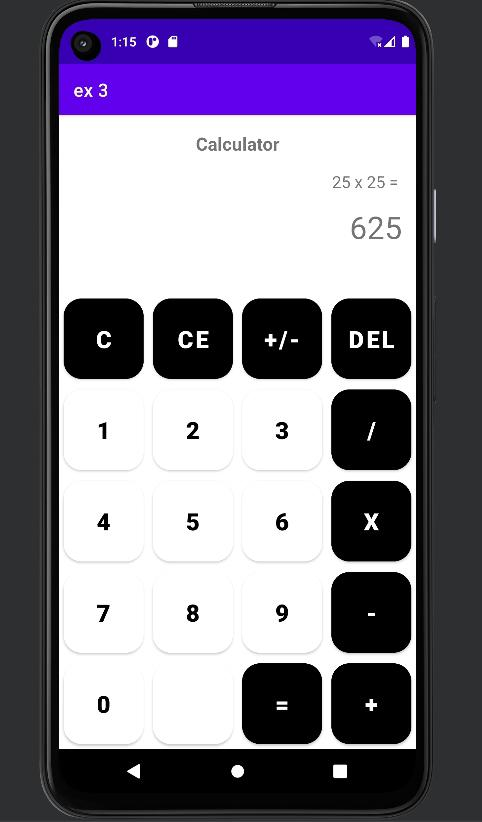 1:15
ex 3
Calculator
25 x 25 =
625
C CE +/- DEL
1 2 3 /
4 5 6 X
7 8 9 -
0 = +